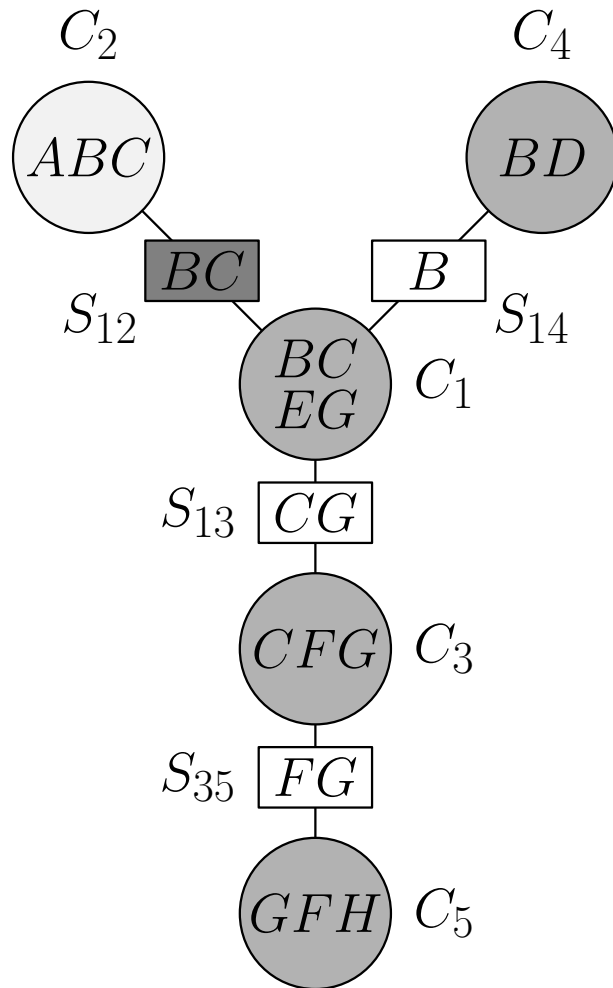 C₂
C₄
ABC
BD
BC
B
S₁₂
S₁₄
BC
EG
C₁
S₁₃
CG
CFG
C₃
S₃₅
FG
GFH
C₅